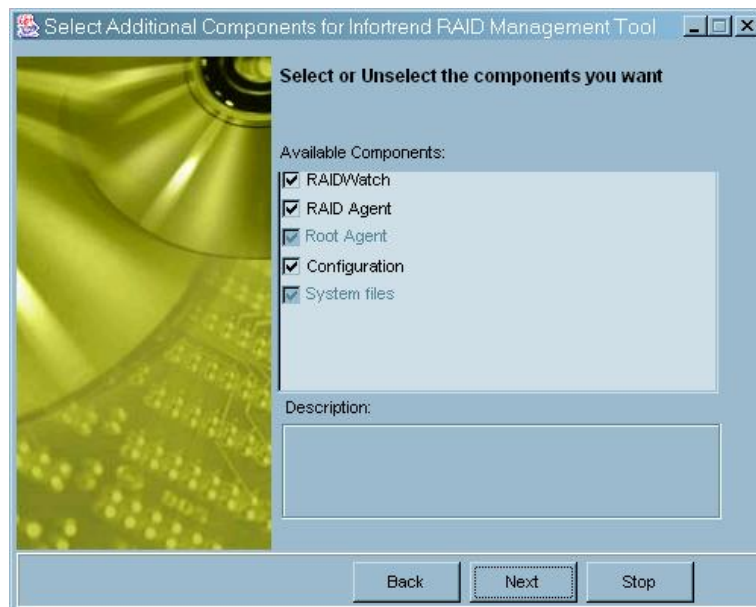 Select Additional Components for Infortrend RAID Management Tool
Select or Unselect the components you want
Available Components:
RAIDWatch
RAID Agent
Root Agent
Configuration
System files
Description:
Back Next Stop